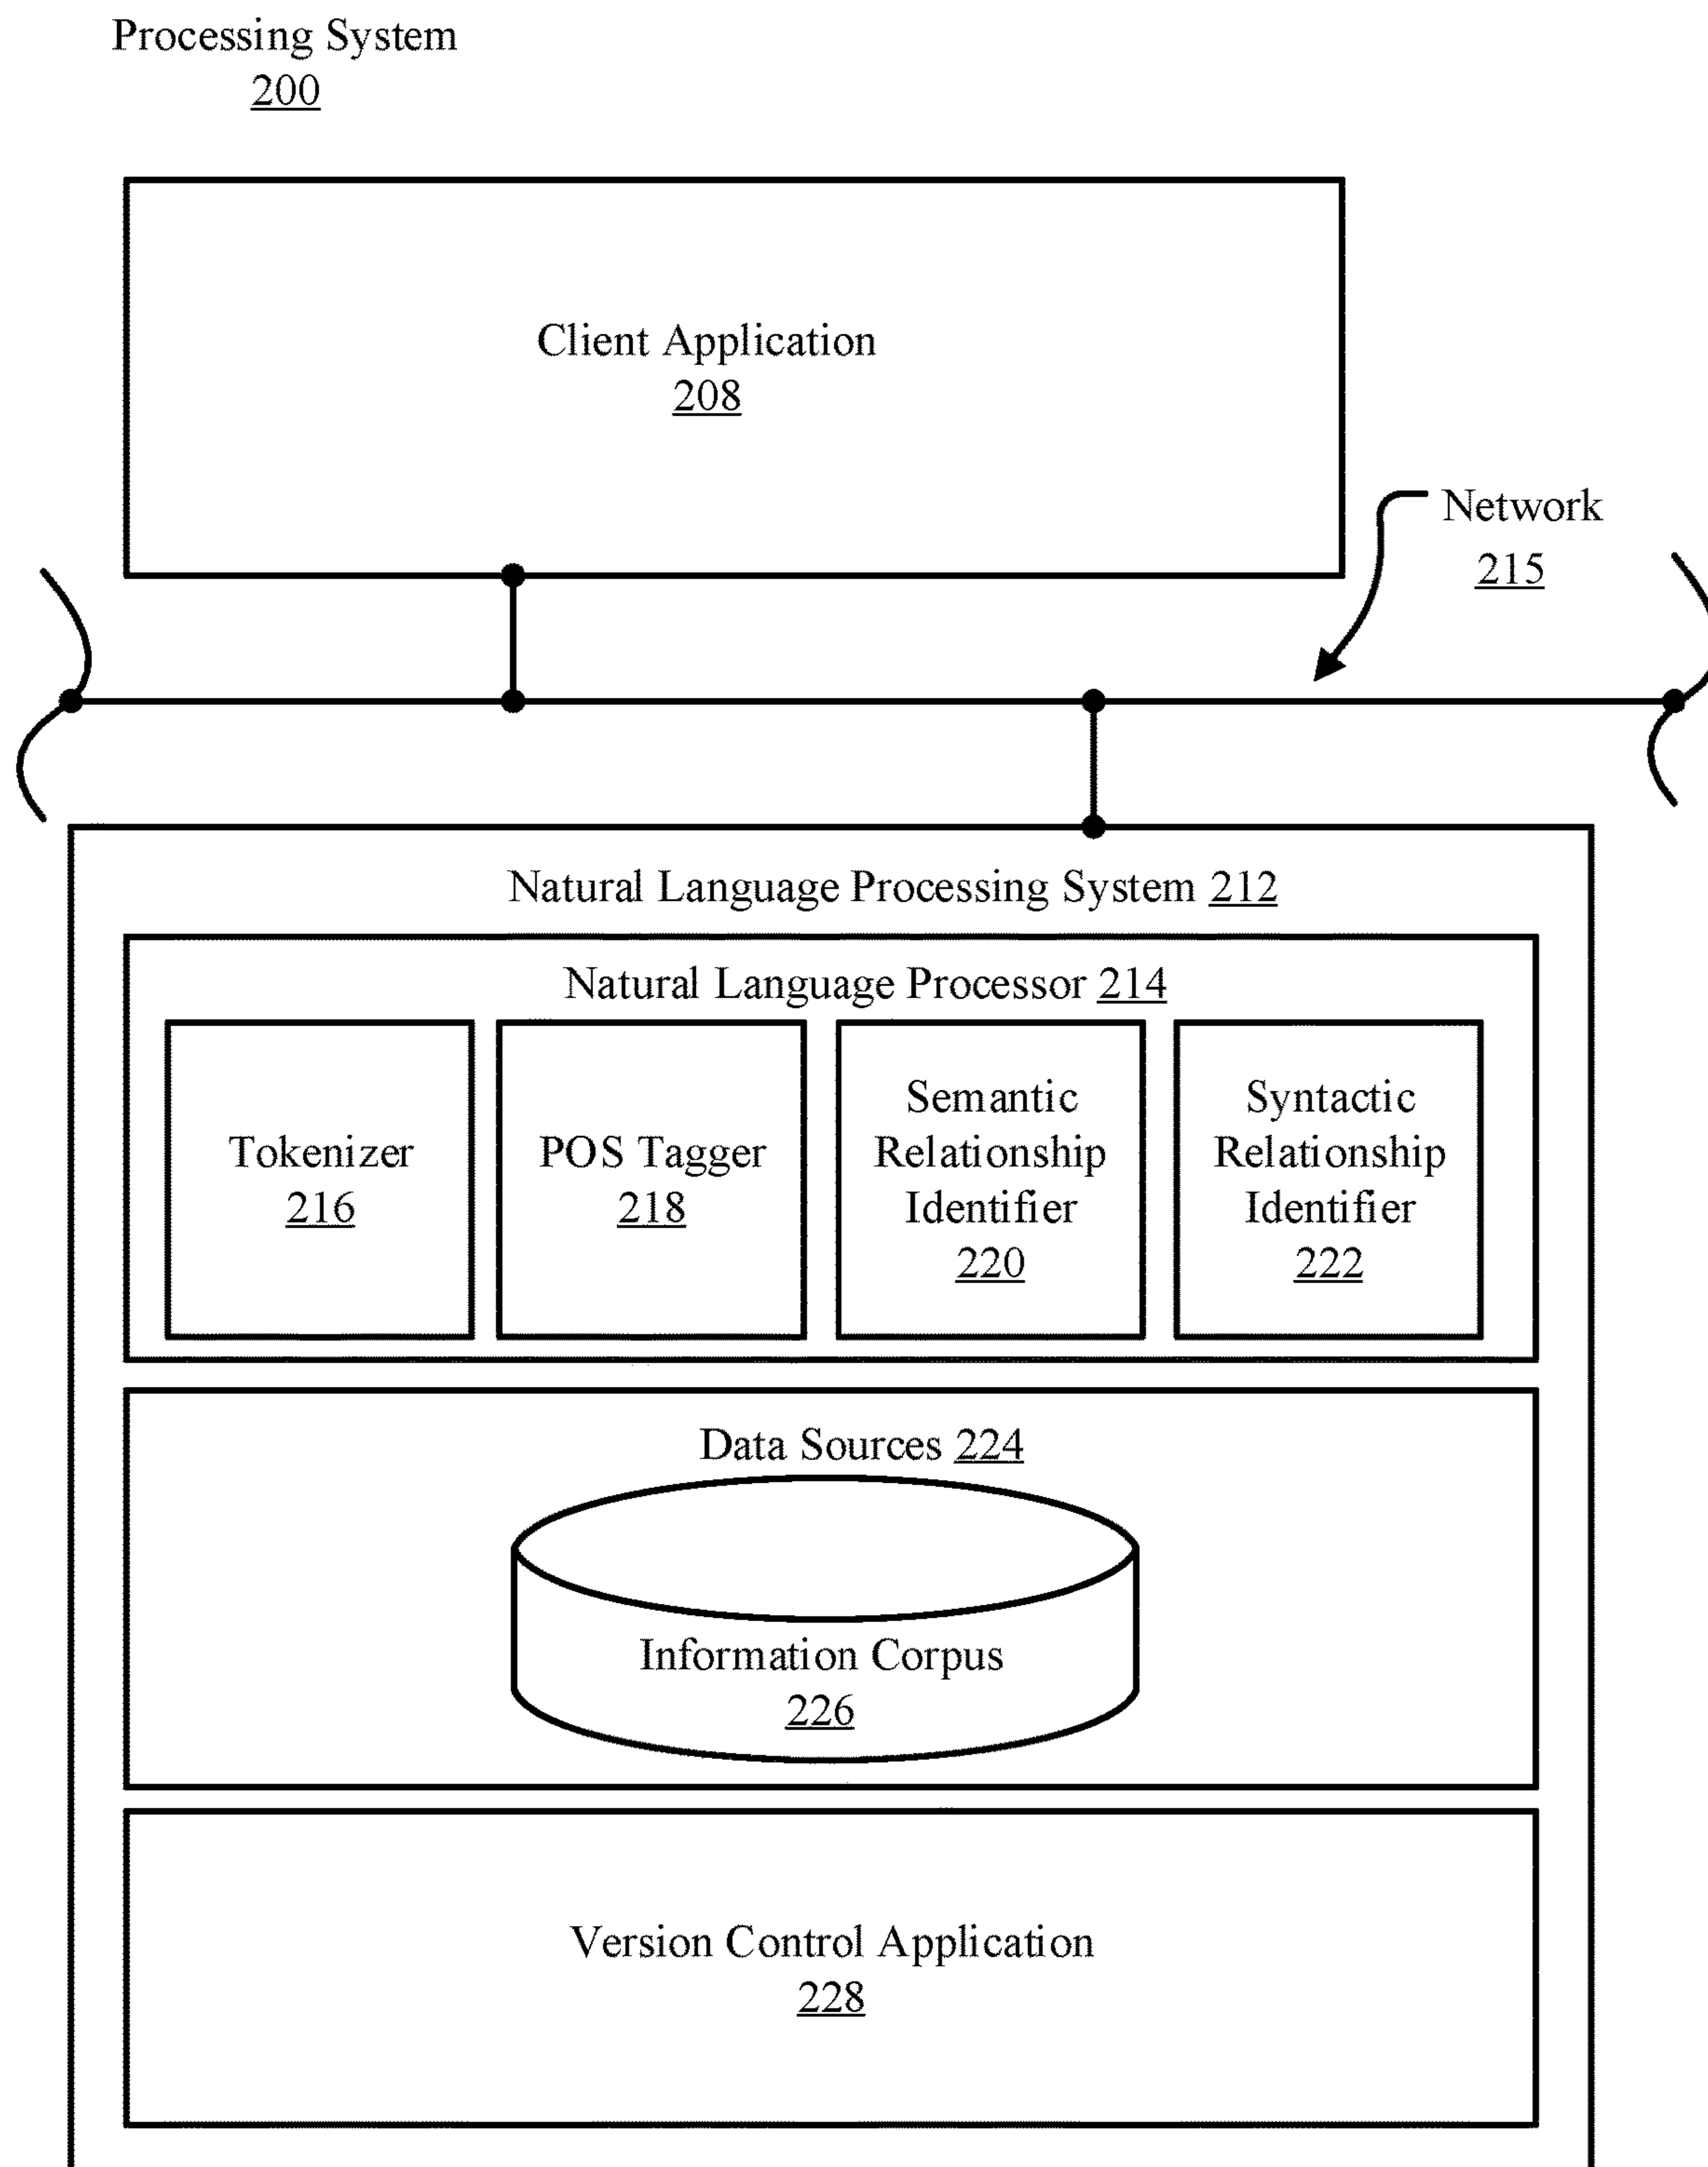 Processing System
200
Client Application
208
Network
215
Natural Language Processing System 212
Natural Language Processor 214
Tokenizer
216
POS Tagger
218
Semantic
Relationship
Identifier
220
Syntactic
Relationship
Identifier
222
Data Sources 224
Information Corpus
226
Version Control Application
228